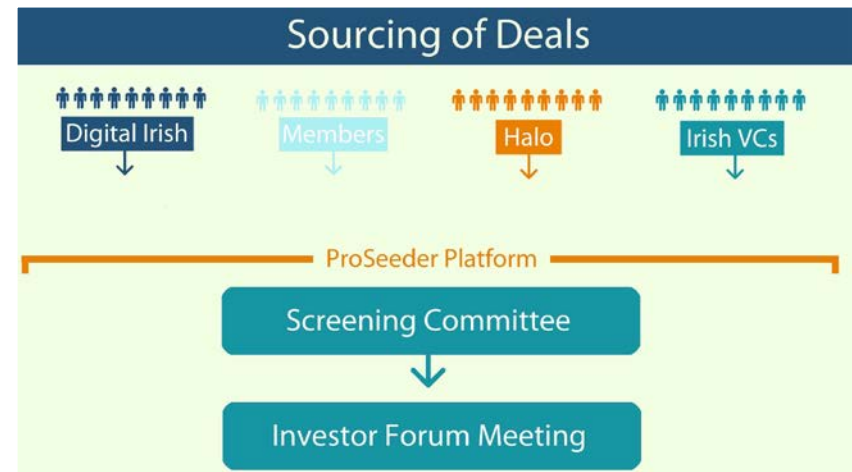 Sourcing of Deals
Digital Irish
Members
Halo
Irish VCs
ProSeeder Platform
Screening Committee
Investor Forum Meeting